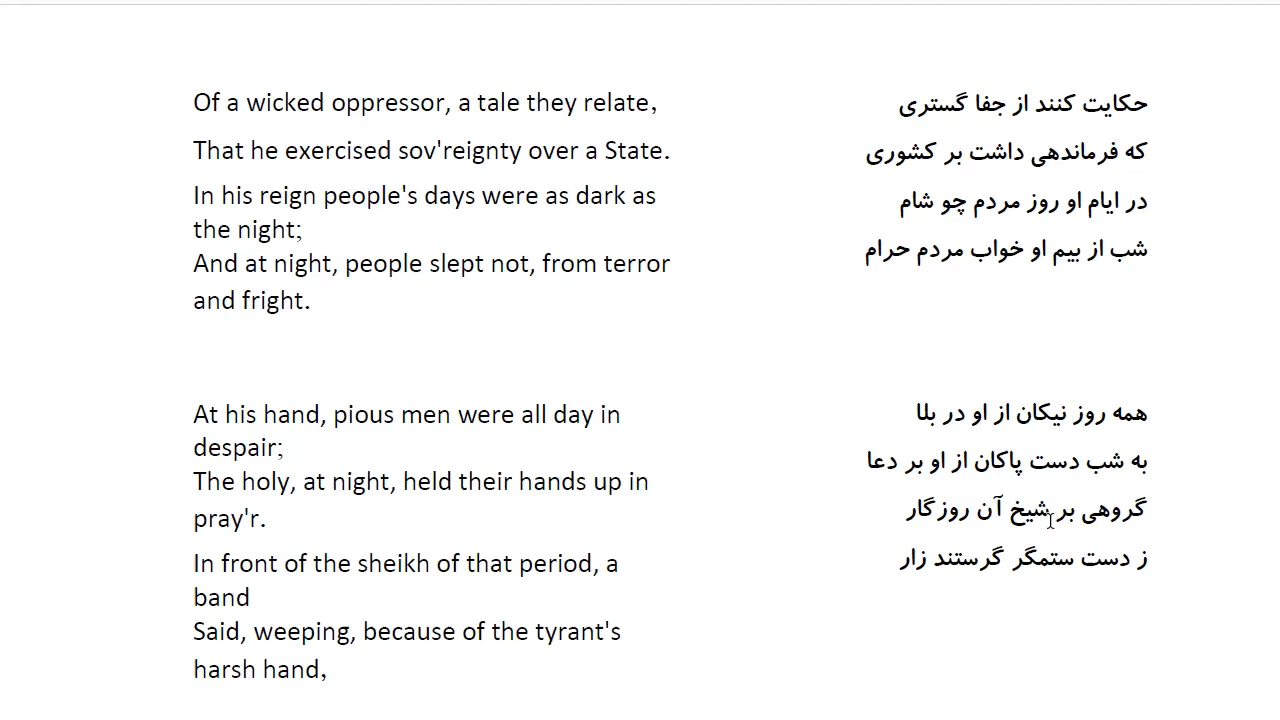 Of a wicked oppressor, a tale they relate,
That he exercised sov'reignty over a State.
In his reign people's days were as dark as
the night;
And at night, people slept not, from terror
and fright.
حکایت کنند از جفا گستری
که فرماندهی داشت بر کشوری
در ایام او روز مردم چو شام
شب از بیم او خواب مردم حرام
At his hand, pious men were all day in
despair;
The holy, at night, held their hands up in
pray'r.
In front of the sheikh of that period, a
band
Said, weeping, because of the tyrant's
harsh hand,
همه روز نیکان از او در بلا
به شب دست پاکان از او بر دعا
گروهی بر شیخ آن روزگار
ز دست ستمگر گرستند زار